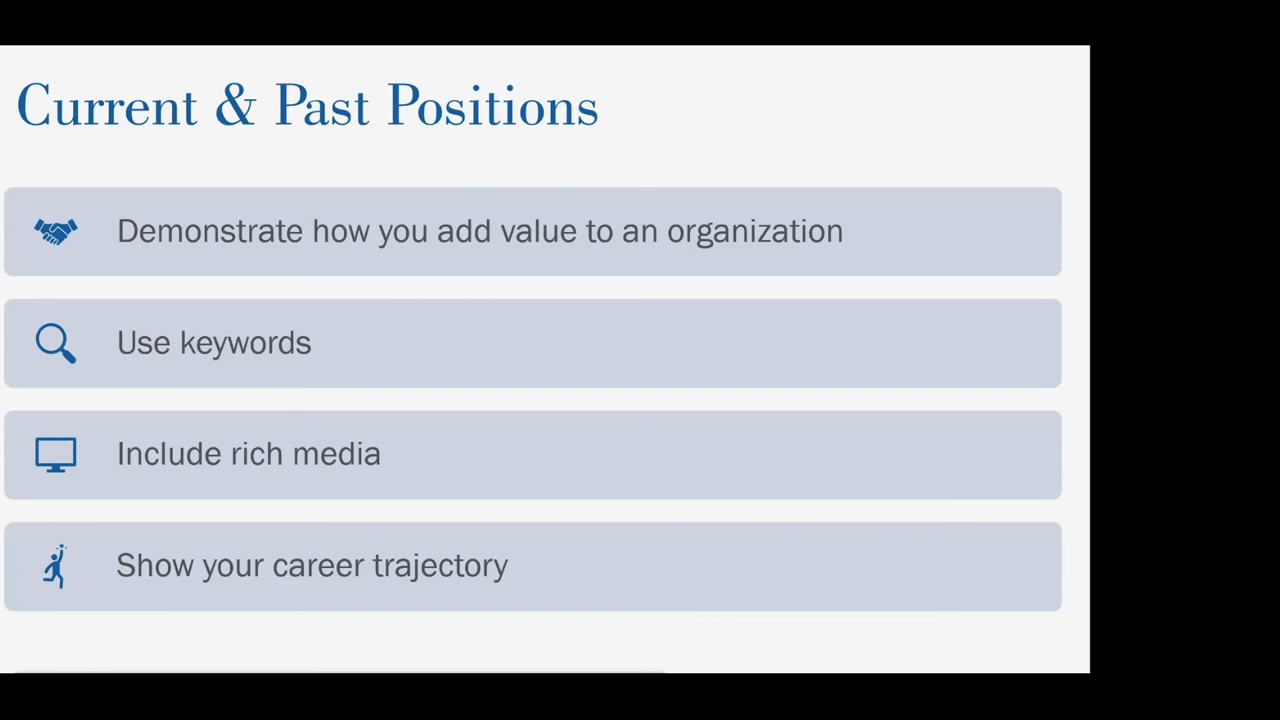 Current & Past Positions
Demonstrate how you add value to an organization
Use keywords
Include rich media
Show your career trajectory